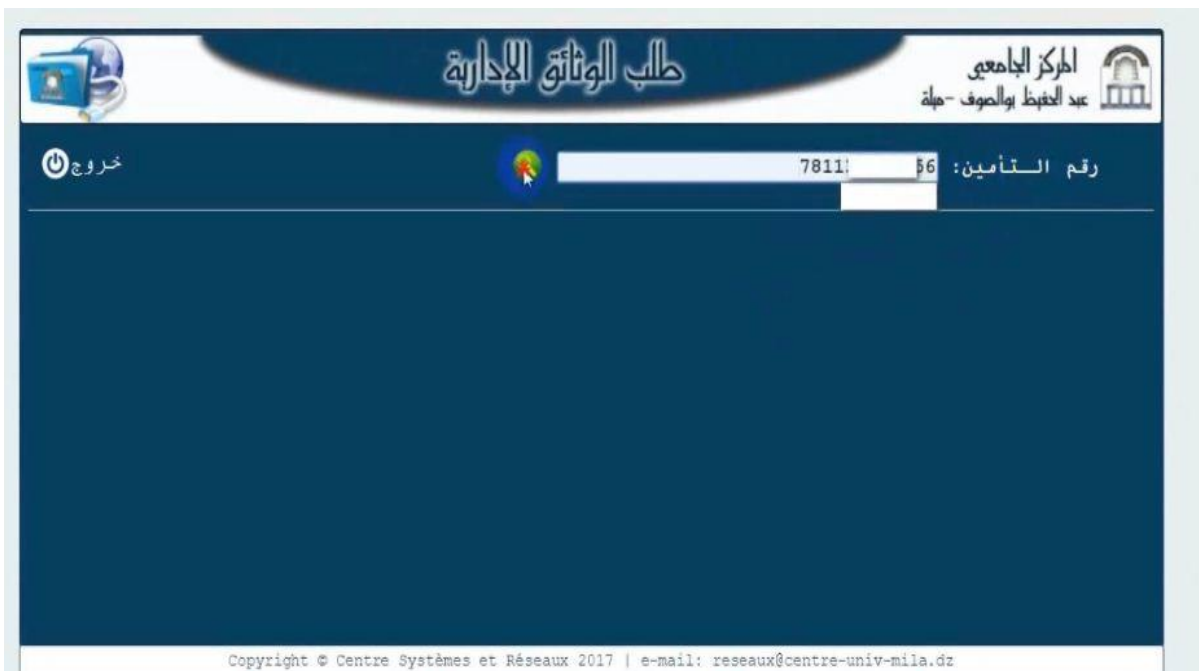 طلب الوثائق الإدارية
المركز الجامعي
عبد الحفيظ بوالصوف -ميلة
رقم الـتأمين:
خروج
Copyright © Centre Systèmes et Réseaux 2017 | e-mail: reseaux@centre-univ-mila.dz